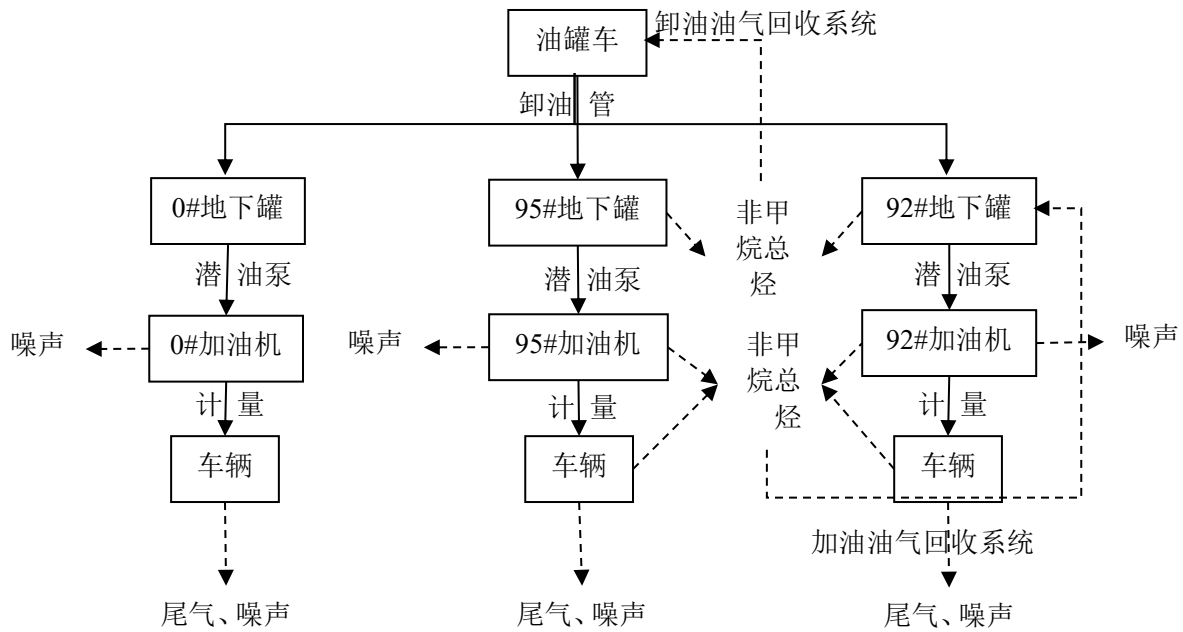 卸油油气回收系统
油罐车
卸油 管
0#地下罐
95#地下罐
非甲
烷总
烃
92#地下罐
潜 油泵
潜 油泵
潜 油泵
噪声
0#加油机
噪声
95#加油机
非甲
烷总
烃
92#加油机
噪声
计 量
计 量
计 量
车辆
车辆
车辆
加油油气回收系统
尾气、噪声
尾气、噪声
尾气、噪声